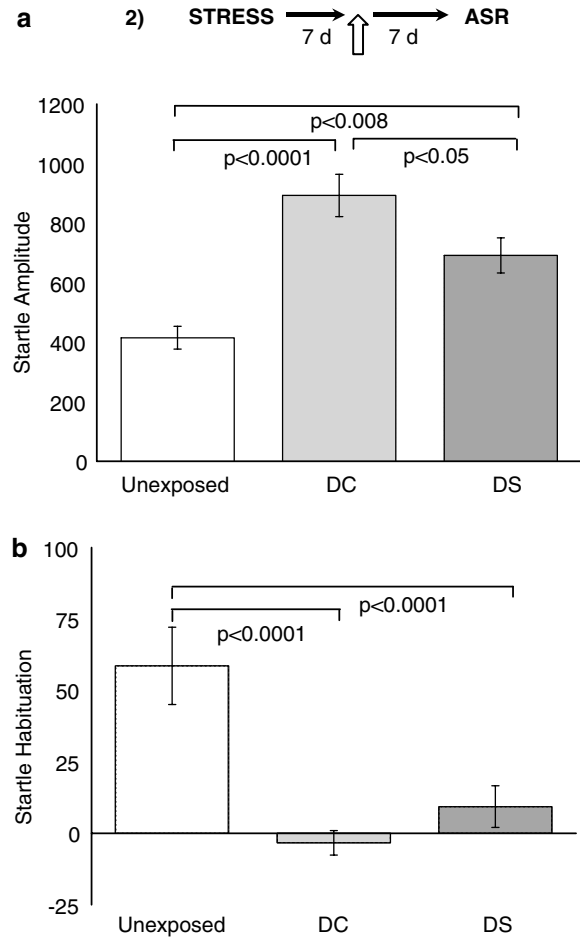 a 2) STRESS 7 d 7 d ASR
1200
1000
800
600
400
200
0
Startle Amplitude
p<0.008
p<0.0001 p<0.05
Unexposed DC DS
b
100
75
50
25
0
-25
Startle Habituation
p<0.0001
p<0.0001
Unexposed DC DS